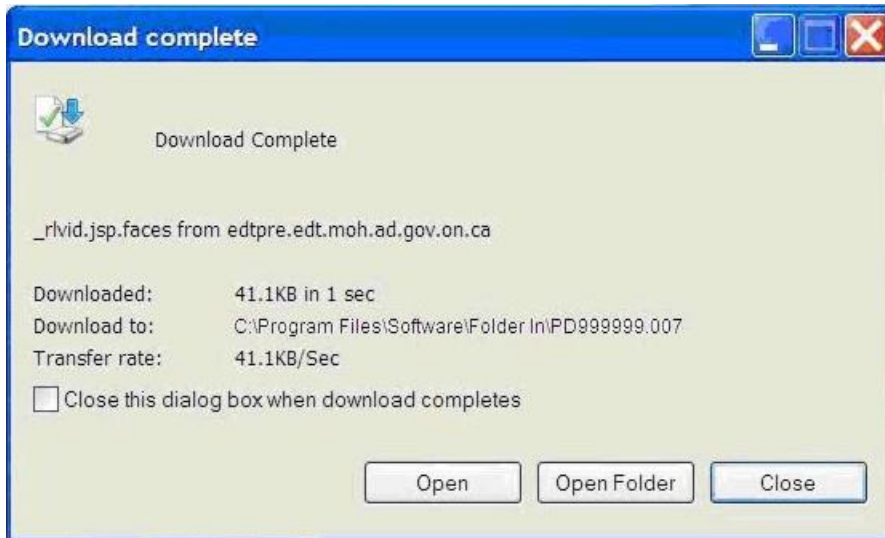 Download complete
Download Complete
_rlvid.jsp.faces from edtpre.edt.moh.ad.gov.on.ca
Downloaded: 41.1KB in 1 sec
Download to: C:\Program Files\Software\Folder In\PD999999.007
Transfer rate: 41.1KB/Sec
Close this dialog box when download completes
Open Open Folder Close